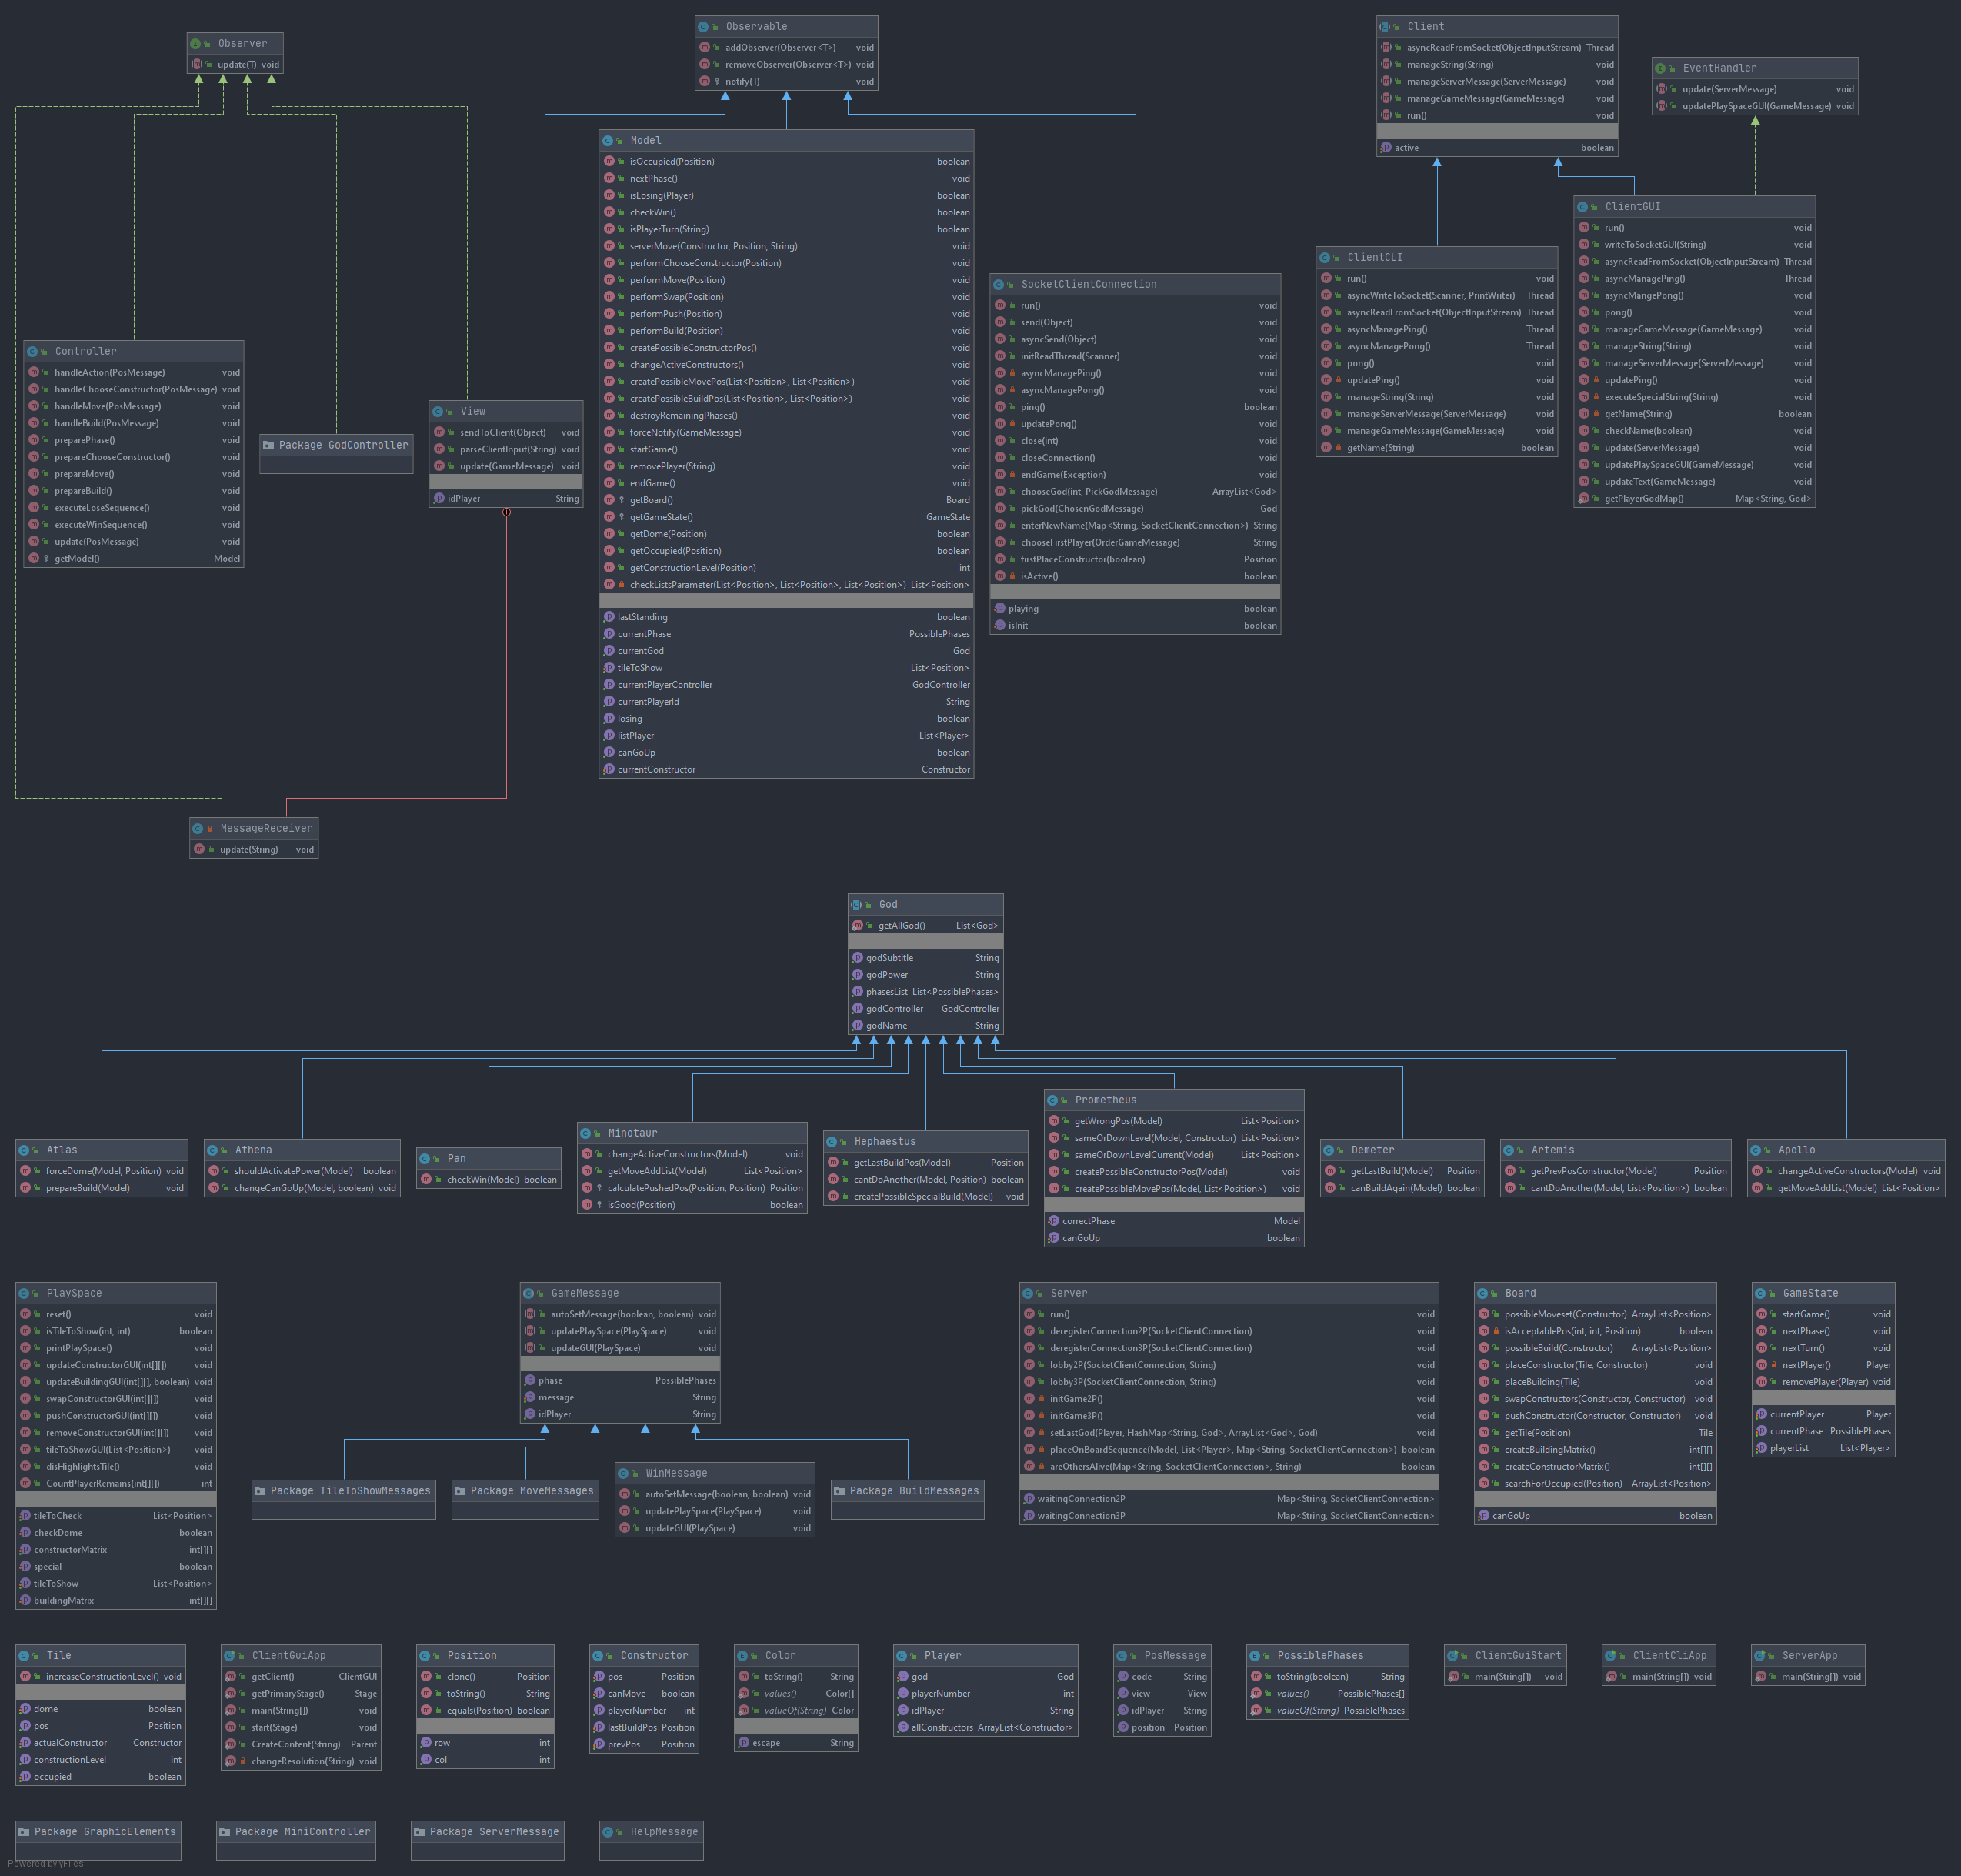 Observer
update(T) void
Observable
addObserver(Observer<T>) void
removeObserver(Observer<T>) void
notify(T) void
Client
asyncReadFromSocket(ObjectInputStream) Thread
manageString(String) void
manageServerMessage(ServerMessage) void
manageGameMessage(GameMessage) void
run() void
active boolean
EventHandler
update(ServerMessage) void
updatePlaySpaceGUI(GameMessage) void
Model
isOccupied(Position) boolean
nextPhase() void
isLosing(Player) boolean
checkWin() boolean
isPlayerTurn(String) boolean
serverMove(Constructor, Position, String) void
performChooseConstructor(Position) void
performMove(Position) void
performSwap(Position) void
performPush(Position) void
performBuild(Position) void
createPossibleConstructorPos() void
changeActiveConstructors() void
createPossibleMovePos(List<Position>, List<Position>) void
createPossibleBuildPos(List<Position>, List<Position>) void
destroyRemainingPhases() void
forceNotify(GameMessage) void
startGame() void
removePlayer(String) void
endGame() void
getBoard() Board
getGameState() GameState
getDome(Position) boolean
getOccupied(Position) boolean
getConstructionLevel(Position) int
checkListsParameter(List<Position>, List<Position>, List<Position>) List<Position>
lastStanding boolean
currentPhase PossiblePhases
currentGod God
tileToShow List<Position>
currentPlayerController GodController
currentPlayerId String
losing boolean
listPlayer List<Player>
canGoUp boolean
currentConstructor Constructor
ClientGUI
run() void
writeToSocketGUI(String) void
asyncReadFromSocket(ObjectInputStream) Thread
asyncManagePing() Thread
asyncMangePong() void
pong() void
manageGameMessage(GameMessage) void
manageString(String) void
manageServerMessage(ServerMessage) void
updatePing() void
executeSpecialString(String) void
getName(String) boolean
checkName(boolean) void
update(ServerMessage) void
updatePlaySpaceGUI(GameMessage) void
updateText(GameMessage) void
getPlayerGodMap() Map<String, God>
ClientCLI
run() void
asyncWriteToSocket(Scanner, PrintWriter) Thread
asyncReadFromSocket(ObjectInputStream) Thread
asyncManagePing() Thread
asyncManagePong() Thread
pong() void
updatePing() void
manageString(String) void
manageServerMessage(ServerMessage) void
manageGameMessage(GameMessage) void
getName(String) boolean
SocketClientConnection
run() void
send(Object) void
asyncSend(Object) void
initReadThread(Scanner) void
asyncManagePing() void
asyncManagePong() void
ping() boolean
updatePong() void
close(int) void
closeConnection() void
endGame(Exception) void
chooseGod(int, PickGodMessage) ArrayList<God>
pickGod(ChosenGodMessage) God
enterNewName(Map<String, SocketClientConnection>) String
chooseFirstPlayer(OrderGameMessage) String
firstPlaceConstructor(boolean) Position
isActive() boolean
playing boolean
isInit boolean
Controller
handleAction(PosMessage) void
handleChooseConstructor(PosMessage) void
handleMove(PosMessage) void
handleBuild(PosMessage) void
preparePhase() void
prepareChooseConstructor() void
prepareMove() void
prepareBuild() void
executeLoseSequence() void
executeWinSequence() void
update(PosMessage) void
getModel() Model
Package GodController
View
sendToClient(Object) void
parseClientInput(String) void
update(GameMessage) void
idPlayer String
MessageReceiver
update(String) void
God
getAllGod() List<God>
godSubtitle String
godPower String
phasesList List<PossiblePhases>
godController GodController
godName String
Atlas
forceDome(Model, Position) void
prepareBuild(Model) void
Athena
shouldActivatePower(Model) boolean
changeCanGoUp(Model, boolean) void
Pan
checkWin(Model) boolean
Minotaur
changeActiveConstructs(Model) void
getMoveAddList(Model) List<Position>
calculatePushedPos(Position, Position) Position
isGood(Position) boolean
Hephaestus
getLastBuildPos(Model) Position
cantDoAnother(Model, Position) boolean
createPossibleSpecialBuild(Model) void
Prometheus
getWrongPos(Model) List<Position>
sameOrDownLevel(Model, Constructor) List<Position>
sameOrDownLevelCurrent(Model) List<Position>
createPossibleConstructorPos(Model) void
createPossibleMovePos(Model, List<Position>) void
correctPhase Model
canGoUp boolean
Demeter
getLastBuild(Model) Position
canBuildAgain(Model) boolean
Artemis
getPrevPosConstructor(Model) Position
cantDoAnother(Model, List<Position>) boolean
Apollo
changeActiveConstructors(Model) void
getMoveAddList(Model) List<Position>
PlaySpace
reset() void
isTileToShow(int, int) boolean
printPlaySpace() void
updateConstructorGUI(int[][]) void
updateBuildingGUI(int[][], boolean) void
swapConstructorGUI(int[][]) void
pushConstructorGUI(int[][]) void
removeConstructorGUI(int[][]) void
tileToShowGUI(List<Position>) void
disHighlightsTile() void
CountPlayerRemains(int[][]) int
tileToCheck List<Position>
checkDome boolean
constructorMatrix int[][]
special boolean
tileToShow List<Position>
buildingMatrix int[][]
GameMessage
autoSetMessage(boolean, boolean) void
updatePlaySpace(PlaySpace) void
updateGUI(PlaySpace) void
phase PossiblePhases
message String
idPlayer String
Package TileToShowMessages
Package MoveMessages
WinMessage
autoSetMessage(boolean, boolean) void
updatePlaySpace(PlaySpace) void
updateGUI(PlaySpace) void
Package BuildMessages
Server
run() void
deregisterConnection2P(SocketClientConnection) void
deregisterConnection3P(SocketClientConnection) void
lobby2P(SocketClientConnection, String) void
lobby3P(SocketClientConnection, String) void
initGame2P() void
initGame3P() void
setLastGod(Player, HashMap<String, God>, ArrayList<God>, God) void
placeOnBoardSequence(Model, List<Player>, Map<String, SocketClientConnection>) boolean
areOthersAlive(Map<String, SocketClientConnection>, String) boolean
waitingConnection2P Map<String, SocketClientConnection>
waitingConnection3P Map<String, SocketClientConnection>
Board
possibleMoveset(Constructor) ArrayList<Position>
isAcceptablePos(int, int, Position) boolean
possibleBuild(Constructor) ArrayList<Position>
placeConstructor(Tile, Constructor) void
placeBuilding(Tile) void
swapConstructors(Constructor, Constructor) void
pushConstructor(Constructor, Constructor) void
getTile(Position) Tile
createBuildingMatrix() int[][]
createConstructorMatrix() int[][]
searchForOccupied(Position) ArrayList<Position>
canGoUp boolean
GameState
startGame() void
nextPhase() void
nextTurn() void
nextPlayer() Player
removePlayer(Player) void
currentPlayer Player
currentPhase PossiblePhases
playerList List<Player>
Tile
increaseConstructionLevel() void
dome boolean
pos Position
actualConstructor Constructor
constructionLevel int
occupied boolean
ClientGuiApp
getClient() ClientGUI
getPrimaryStage() Stage
main(String[]) void
start(Stage) void
CreateContent(String) Parent
changeResolution(String) void
Position
clone() Position
toString() String
equals(Position) boolean
row int
col int
Constructor
pos Position
canMove boolean
playerNumber int
lastBuildPos Position
prevPos Position
Color
toString() String
values() Color[]
valueOf(String) Color
escape String
Player
god God
playerNumber int
idPlayer String
allConstructors ArrayList<Constructor>
PosMessage
code String
view View
idPlayer String
position Position
PossiblePhases
toString(boolean) String
values() PossiblePhases[]
valueOf(String) PossiblePhases
ClientGuiStart
main(String[]) void
ClientCliApp
main(String[]) void
ServerApp
main(String[]) void
Package GraphicElements
Package MiniController
Package ServerMessage
HelpMessage
Powered by yFiles